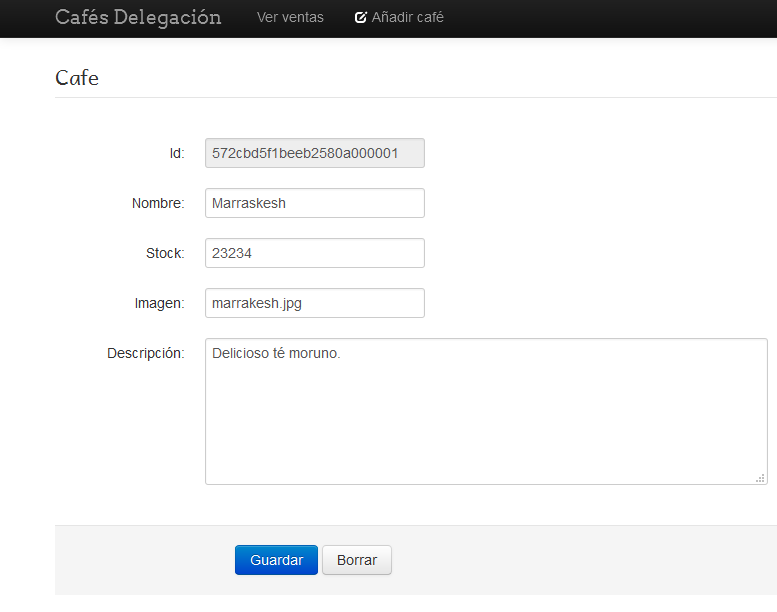 Cafés Delegación Ver ventas Añadir café
Cafe
Id: 572cbd5f1beeb2580a000001
Nombre: Marraskesh
Stock: 23234
Imagen: marrakesh.jpg
Descripción: Delicioso té moruno.
Guardar Borrar